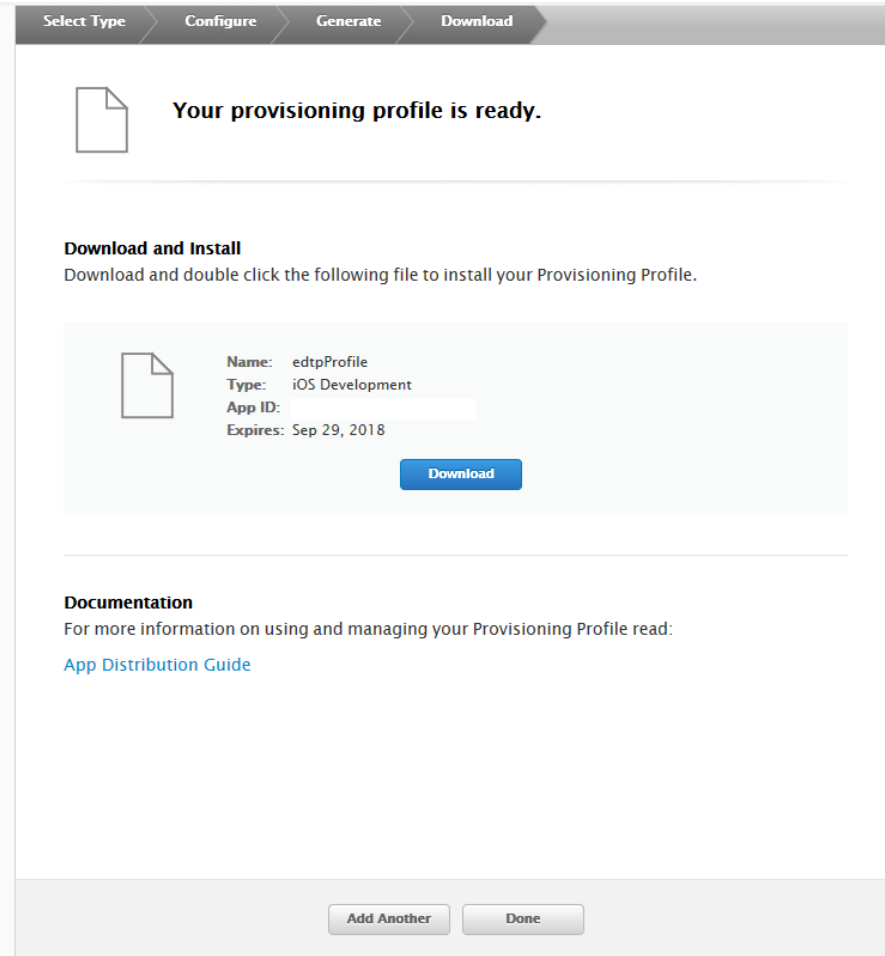 Select Type
Configure
Generate
Download
Your provisioning profile is ready.
Download and Install
Download and double click the following file to install your Provisioning Profile.
Name: edtpProfile
Type: iOS Development
App ID:
Expires: Sep 29, 2018
Download
Documentation
For more information on using and managing your Provisioning Profile read:
App Distribution Guide
Add Another
Done